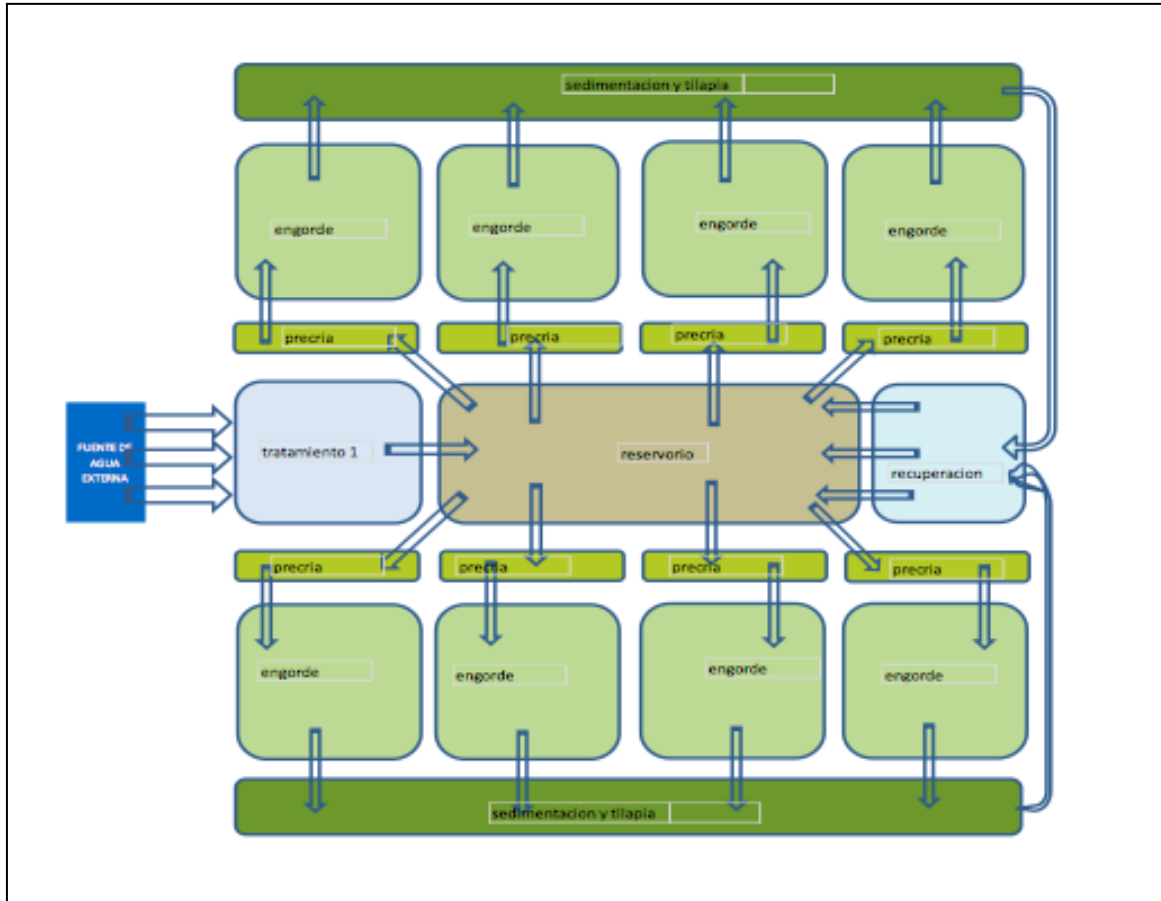 sedimentacion y tilapia
engorde
engorde
engorde
engorde
precria
precria
precria
precria
FUENTE DE
AGUA
EXTERNA
tratamiento 1
reservorio
recuperacion
precria
precria
precria
precria
engorde
engorde
engorde
engorde
sedimentacion y tilapia